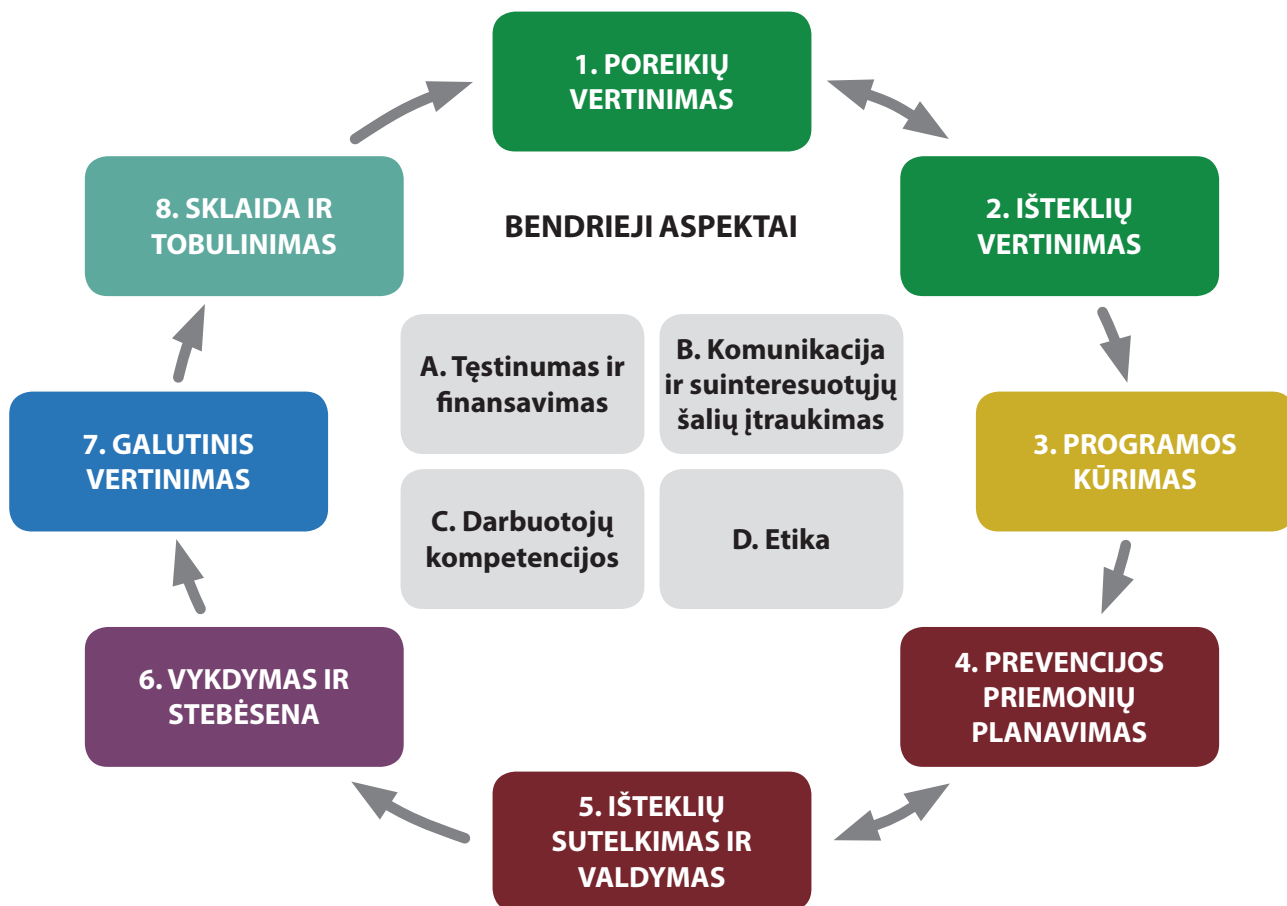 1. POREIKIŲ
VERTINIMAS
2. IŠTEKLIŲ
VERTINIMAS
3. PROGRAMOS
KŪRIMAS
4. PREVENCIJOS
PRIEMONIŲ
PLANAVIMAS
5. IŠTEKLIŲ
SUTELKIMAS IR
VALDYMAS
6. VYKDYMAS IR
STEBĖSENA
7. GALUTINIS
VERTINIMAS
8. SKLAIDA IR
TOBULINIMAS
BENDRIEJI ASPEKTAI
A. Tęstinumas ir
finansavimas
B. Komunikacija
ir suinteresuotųjų
šalių įtraukimas
C. Darbuotojų
kompetencijos
D. Etika